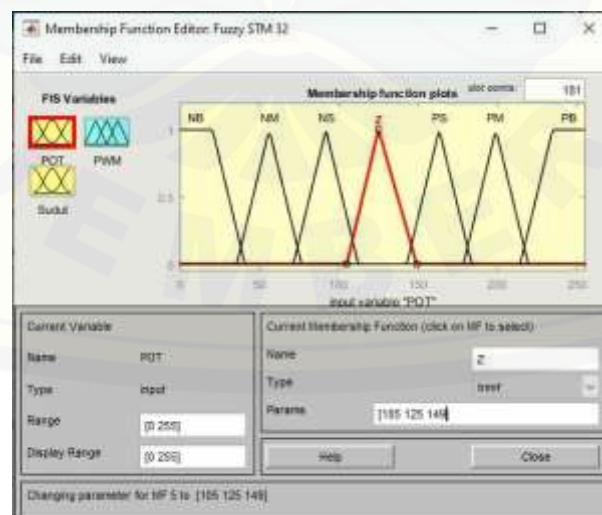 Membership Function Editor: Fuzzy STM 32
File Edit View
FIS Variables
POT PWM
Sudut
Membership function plots plot points: 181
NB NM NS Z PS PM PB
1
0.5
0
0 50 100 150 200 250
input variable "POT"
Current Variable
Name POT
Type input
Range [0 255]
Display Range [0 255]
Current Membership Function (click on MF to select)
Name Z
Type trimf
Params [105 125 149]
Help Close
Changing parameter for MF 5 to [105 125 149]